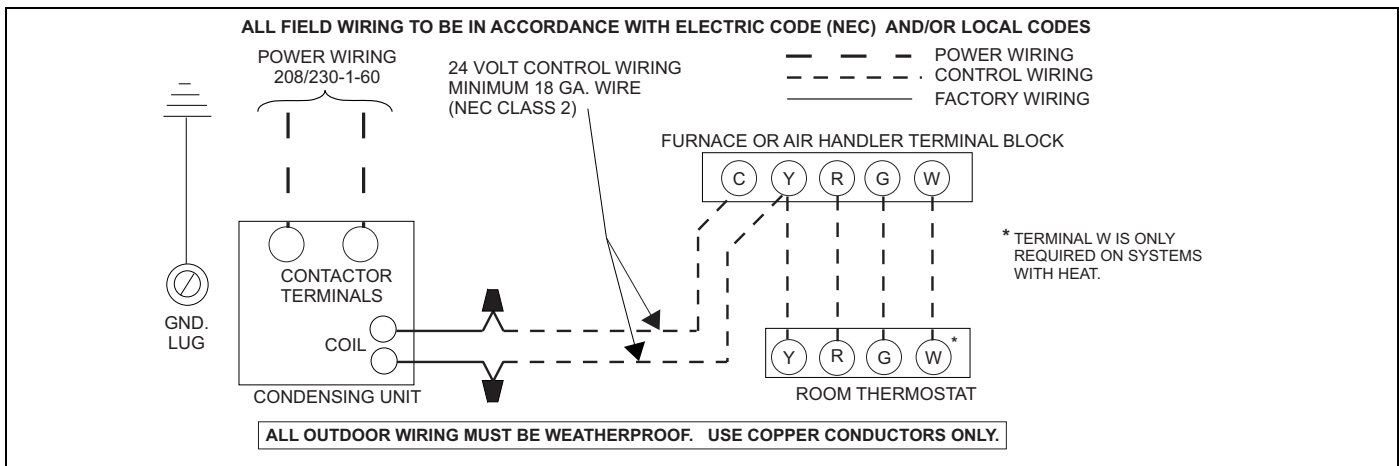 ALL FIELD WIRING TO BE IN ACCORDANCE WITH ELECTRIC CODE (NEC) AND/OR LOCAL CODES
POWER WIRING
208/230-1-60
24 VOLT CONTROL WIRING
MINIMUM 18 GA. WIRE
(NEC CLASS 2)
POWER WIRING
CONTROL WIRING
FACTORY WIRING
FURNACE OR AIR HANDLER TERMINAL BLOCK
C Y R G W
* TERMINAL W IS ONLY
REQUIRED ON SYSTEMS
WITH HEAT.
CONTACTOR
TERMINALS
GND.
LUG
COIL
Y R G W *
CONDENSING UNIT
ROOM THERMOSTAT
ALL OUTDOOR WIRING MUST BE WEATHERPROOF. USE COPPER CONDUCTORS ONLY.